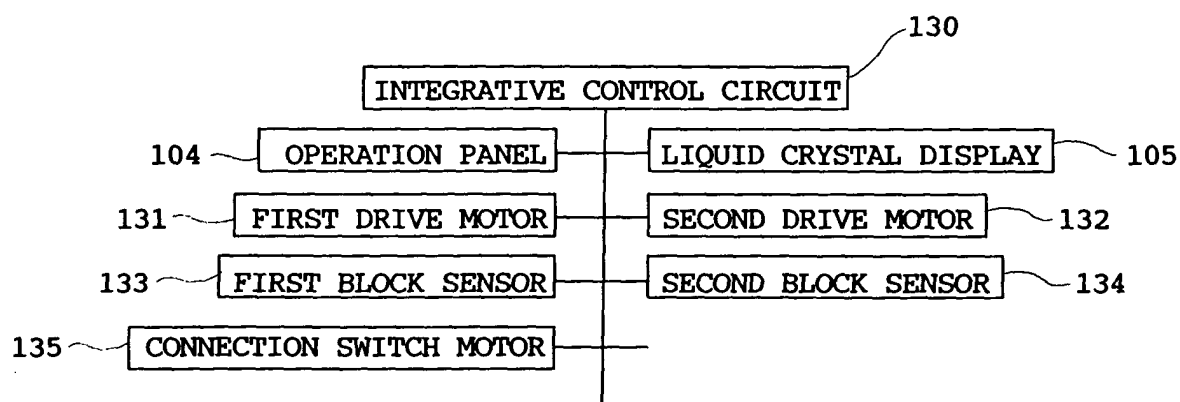 130
INTEGRATIVE CONTROL CIRCUIT
104 OPERATION PANEL LIQUID CRYSTAL DISPLAY 105
131 FIRST DRIVE MOTOR SECOND DRIVE MOTOR 132
133 FIRST BLOCK SENSOR SECOND BLOCK SENSOR 134
135 CONNECTION SWITCH MOTOR